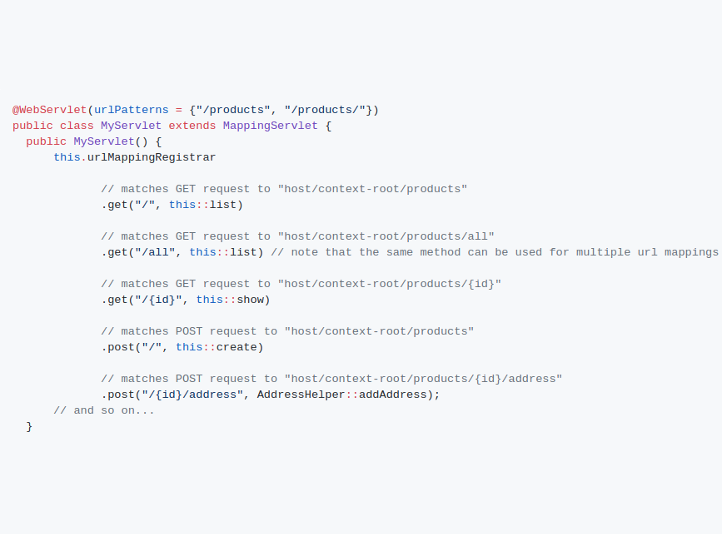 @WebServlet(urlPatterns = {"/products", "/products/"})
public class MyServlet extends MappingServlet {
  public MyServlet() {
      this.urlMappingRegistrar
             // matches GET request to "host/context-root/products"
             .get("/", this::list)
             // matches GET request to "host/context-root/products/all"
             .get("/all", this::list) // note that the same method can be used for multiple url mappings
             // matches GET request to "host/context-root/products/{id}"
             .get("/{id}", this::show)
             // matches POST request to "host/context-root/products"
             .post("/", this::create)
             // matches POST request to "host/context-root/products/{id}/address"
             .post("/{id}/address", AddressHelper::addAddress);
      // and so on...
  }